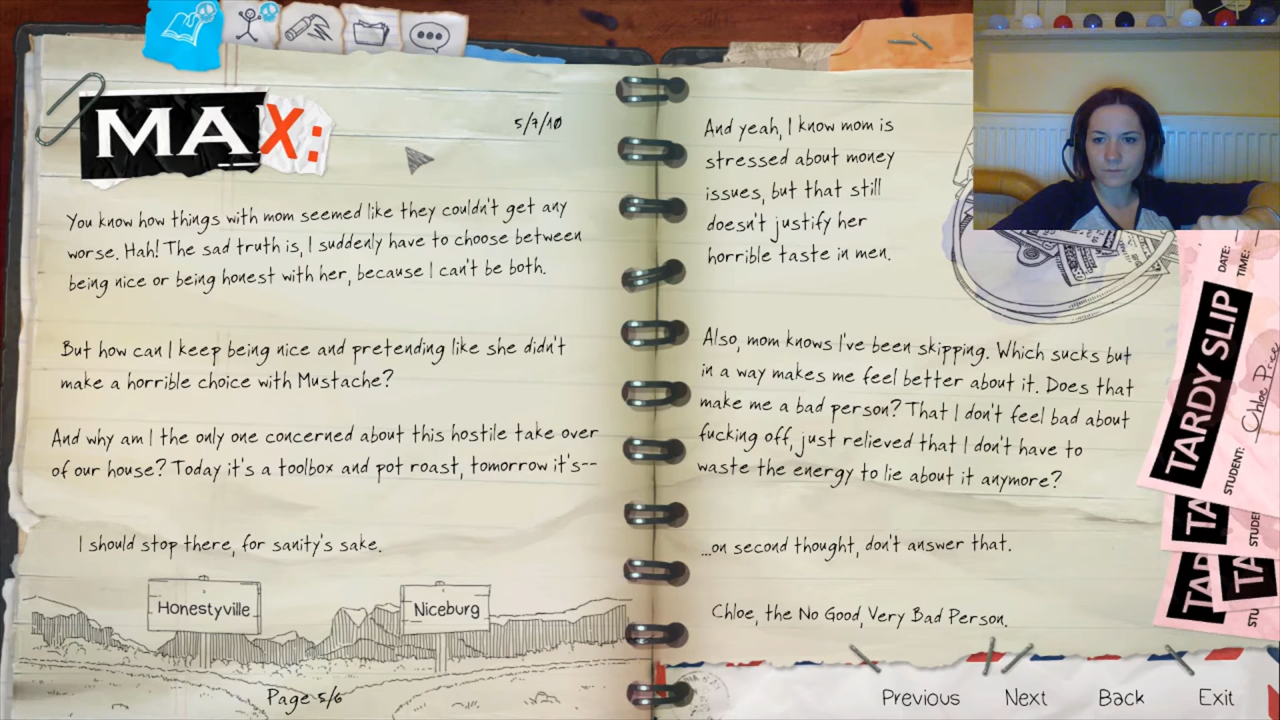 MAX:
5/7/10
You know how things with mom seemed like they couldn't get any
worse. Hah! The sad truth is, I suddenly have to choose between
being nice or being honest with her, because I can't be both.
But how can I keep being nice and pretending like she didn't
make a horrible choice with Mustache?
And why am I the only one concerned about this hostile take over
of our house? Today it's a toolbox and pot roast, tomorrow it's--
I should stop there, for sanity's sake.
Honestyville
Niceburg
Page 5/6
And yeah, I know mom is
stressed about money
issues, but that still
doesn't justify her
horrible taste in men.
Also, mom knows I've been skipping. Which sucks but
in a way makes me feel better about it. Does that
make me a bad person? That I don't feel bad about
fucking off, just relieved that I don't have to
waste the energy to lie about it anymore?
...on second thought, don't answer that.
Chloe, the No Good, Very Bad Person.
TARDY SLIP
DATE:
TIME:
STUDENT: Chloe Price
Previous
Next
Back
Exit